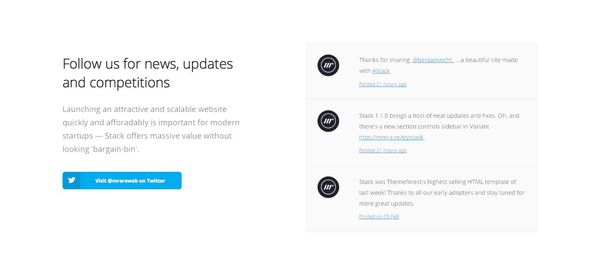 Follow us for news, updates
and competitions
Launching an attractive and scalable website
quickly and affordably is important for modern
startups — Stack offers massive value without
looking 'bargain-bin'.
Visit @mrareweb on Twitter
Thanks for sharing, ...a beautiful site made
with #stack
Posted 21 hours ago
Stack 1.1.0 brings a host of neat updates and fixes. Oh, and
there's a new section controls sidebar in Variant -
http://mrra.re/trystack
Posted 21 hours ago
Stack was Themeforest's highest selling HTML template of
last week! Thanks to all our early adopters and stay tuned for
more great updates.
Posted on 05 Feb